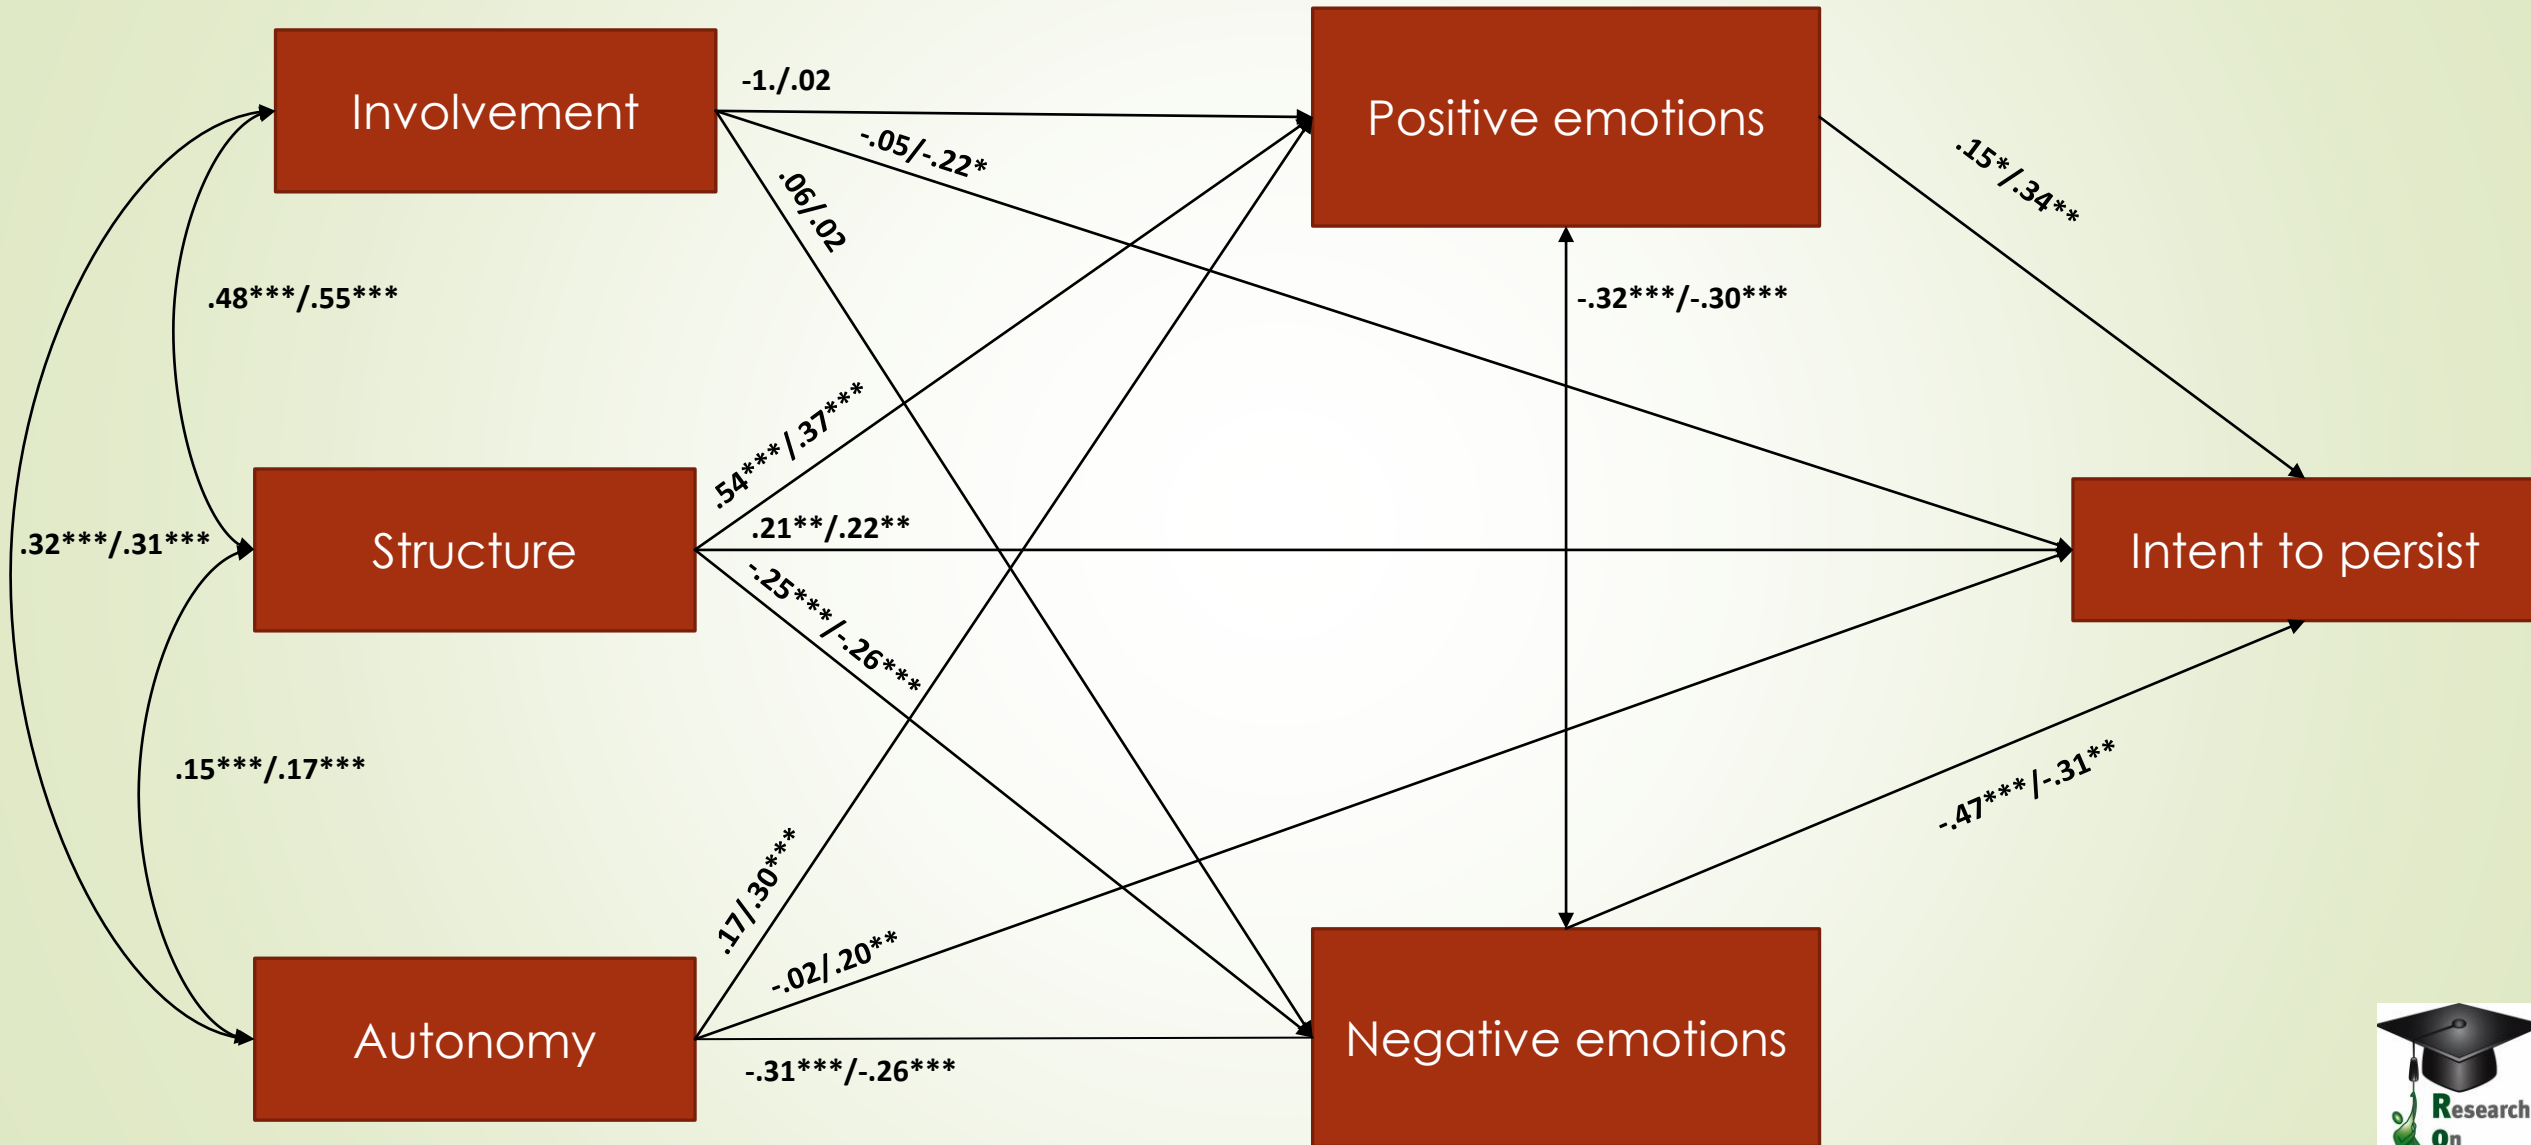 Involvement
Positive emotions
-1./.02
-.05/-.22*
.06/.02
.15*/.34**
.48***/.55***
-.32***/-.30***
.54***/.37***
.21**/.22**
.32***/.31***
Structure
Intent to persist
-.25***/-.26***
.15***/.17***
-.47***/-.31**
.17/.30***
-.02/.20**
Autonomy
Negative emotions
-.31***/-.26***
Research
On